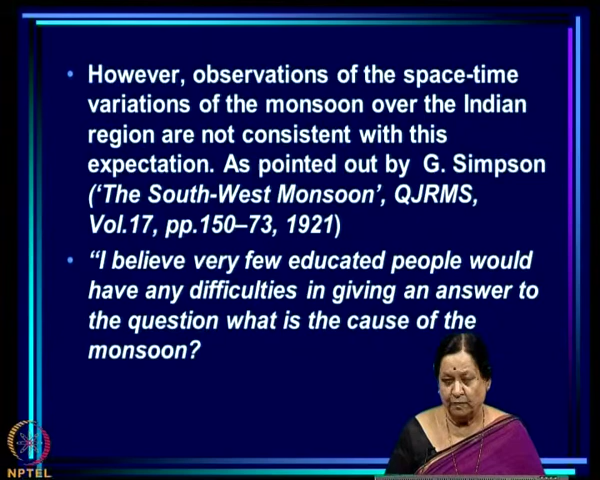 • However, observations of the space-time
variations of the monsoon over the Indian
region are not consistent with this
expectation. As pointed out by G. Simpson
(‘The South-West Monsoon’, QJRMS,
Vol.17, pp.150–73, 1921)
• “I believe very few educated people would
have any difficulties in giving an answer to
the question what is the cause of the
monsoon?
NPTEL